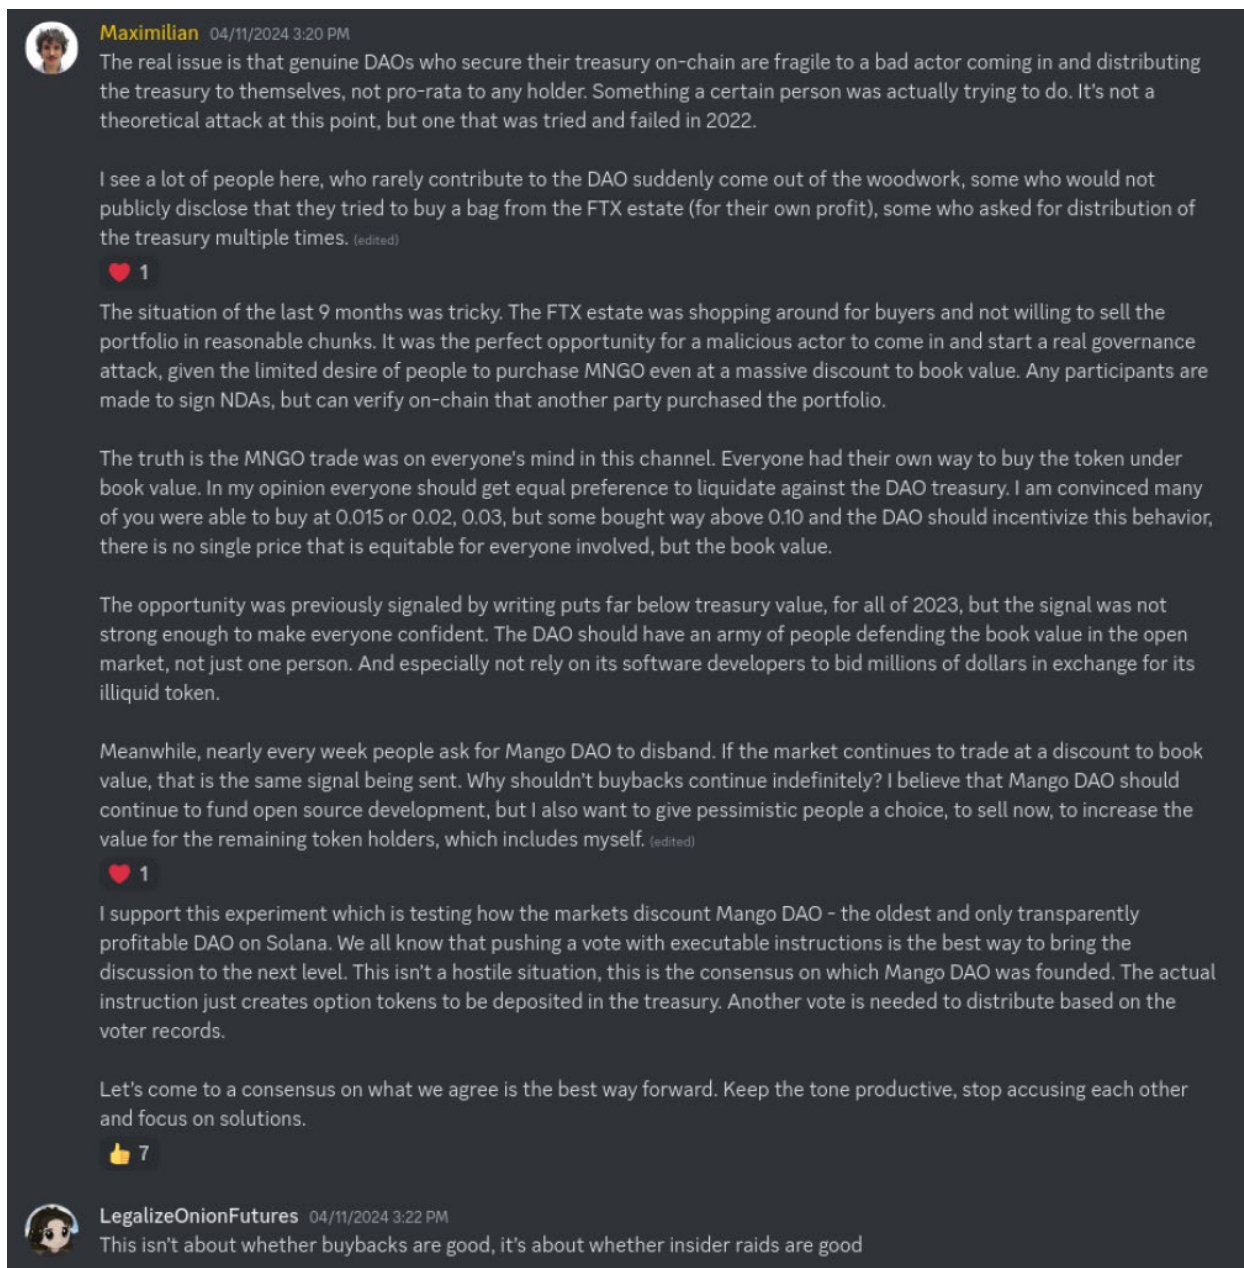 Maximilian 04/11/2024 3:20 PM
The real issue is that genuine DAOs who secure their treasury on-chain are fragile to a bad actor coming in and distributing
the treasury to themselves, not pro-rata to any holder. Something a certain person was actually trying to do. It's not a
theoretical attack at this point, but one that was tried and failed in 2022.
I see a lot of people here, who rarely contribute to the DAO suddenly come out of the woodwork, some who would not
publicly disclose that they tried to buy a bag from the FTX estate (for their own profit), some who asked for distribution of
the treasury multiple times. (edited)
❤️ 1
The situation of the last 9 months was tricky. The FTX estate was shopping around for buyers and not willing to sell the
portfolio in reasonable chunks. It was the perfect opportunity for a malicious actor to come in and start a real governance
attack, given the limited desire of people to purchase MNGO even at a massive discount to book value. Any participants are
made to sign NDAs, but can verify on-chain that another party purchased the portfolio.
The truth is the MNGO trade was on everyone's mind in this channel. Everyone had their own way to buy the token under
book value. In my opinion everyone should get equal preference to liquidate against the DAO treasury. I am convinced many
of you were able to buy at 0.015 or 0.02, 0.03, but some bought way above 0.10 and the DAO should incentivize this behavior,
there is no single price that is equitable for everyone involved, but the book value.
The opportunity was previously signaled by writing puts far below treasury value, for all of 2023, but the signal was not
strong enough to make everyone confident. The DAO should have an army of people defending the book value in the open
market, not just one person. And especially not rely on its software developers to bid millions of dollars in exchange for its
illiquid token.
Meanwhile, nearly every week people ask for Mango DAO to disband. If the market continues to trade at a discount to book
value, that is the same signal being sent. Why shouldn't buybacks continue indefinitely? I believe that Mango DAO should
continue to fund open source development, but I also want to give pessimistic people a choice, to sell now, to increase the
value for the remaining token holders, which includes myself. (edited)
❤️ 1
I support this experiment which is testing how the markets discount Mango DAO - the oldest and only transparently
profitable DAO on Solana. We all know that pushing a vote with executable instructions is the best way to bring the
discussion to the next level. This isn't a hostile situation, this is the consensus on which Mango DAO was founded. The actual
instruction just creates option tokens to be deposited in the treasury. Another vote is needed to distribute based on the
voter records.
Let's come to a consensus on what we agree is the best way forward. Keep the tone productive, stop accusing each other
and focus on solutions.
👍 7
LegalizeOnionFutures 04/11/2024 3:22 PM
This isn't about whether buybacks are good, it's about whether insider raids are good